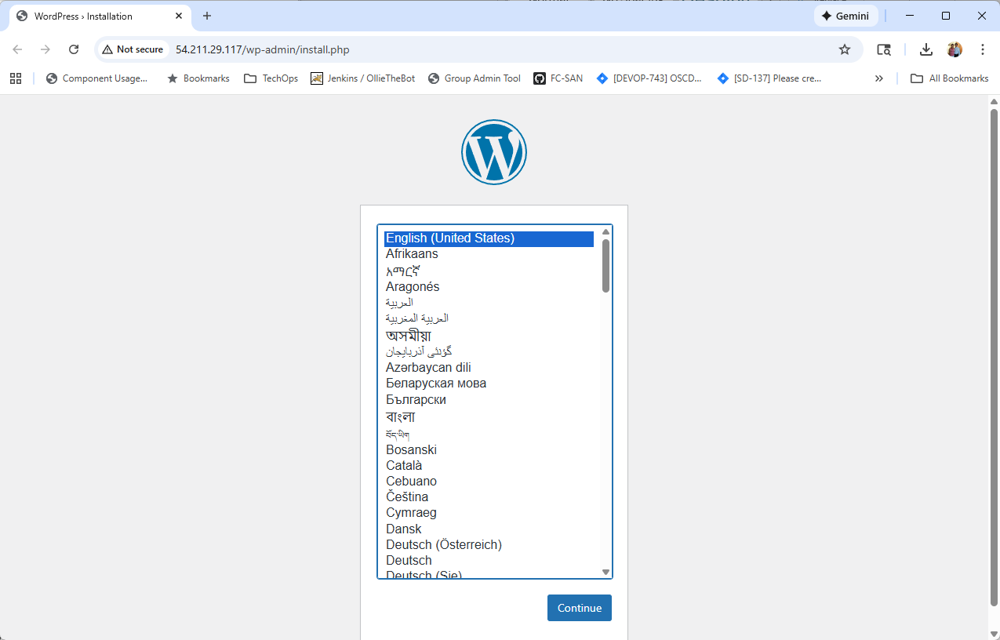 WordPress › Installation
Gemini
Not secure
54.211.29.117/wp-admin/install.php
Component Usage...
Bookmarks
TechOps
Jenkins / OllieTheBot
Group Admin Tool
FC-SAN
[DEVOP-743] OSCD...
[SD-137] Please cre...
All Bookmarks
English (United States)
Afrikaans
አማርኛ
Aragonés
العربية
العربية المغربية
অসমীয়া
گؤنئی آذربایجان
Azərbaycan dili
Беларуская мова
Български
বাংলা
བོད་ཡིག
Bosanski
Català
Cebuano
Čeština
Cymraeg
Dansk
Deutsch (Österreich)
Deutsch
Deutsch (Sie)
Continue